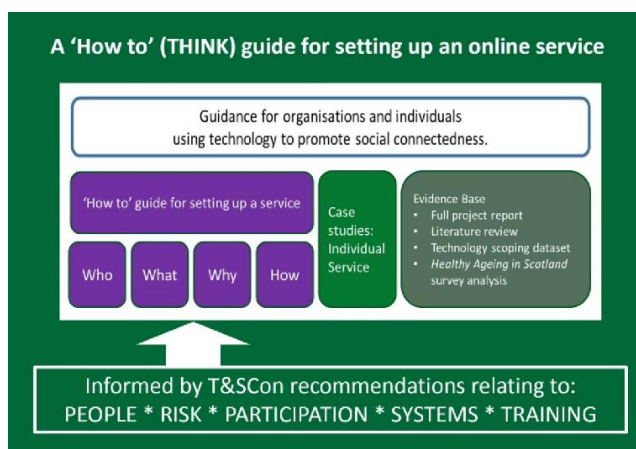 A ‘How to’ (THINK) guide for setting up an online service
Guidance for organisations and individuals
using technology to promote social connectedness.
‘How to’ guide for setting up a service
Who
What
Why
How
Case
studies:
Individual
Service
Evidence Base
• Full project report
• Literature review
• Technology scoping dataset
• Healthy Ageing in Scotland
survey analysis
Informed by T&SCon recommendations relating to:
PEOPLE * RISK * PARTICIPATION * SYSTEMS * TRAINING